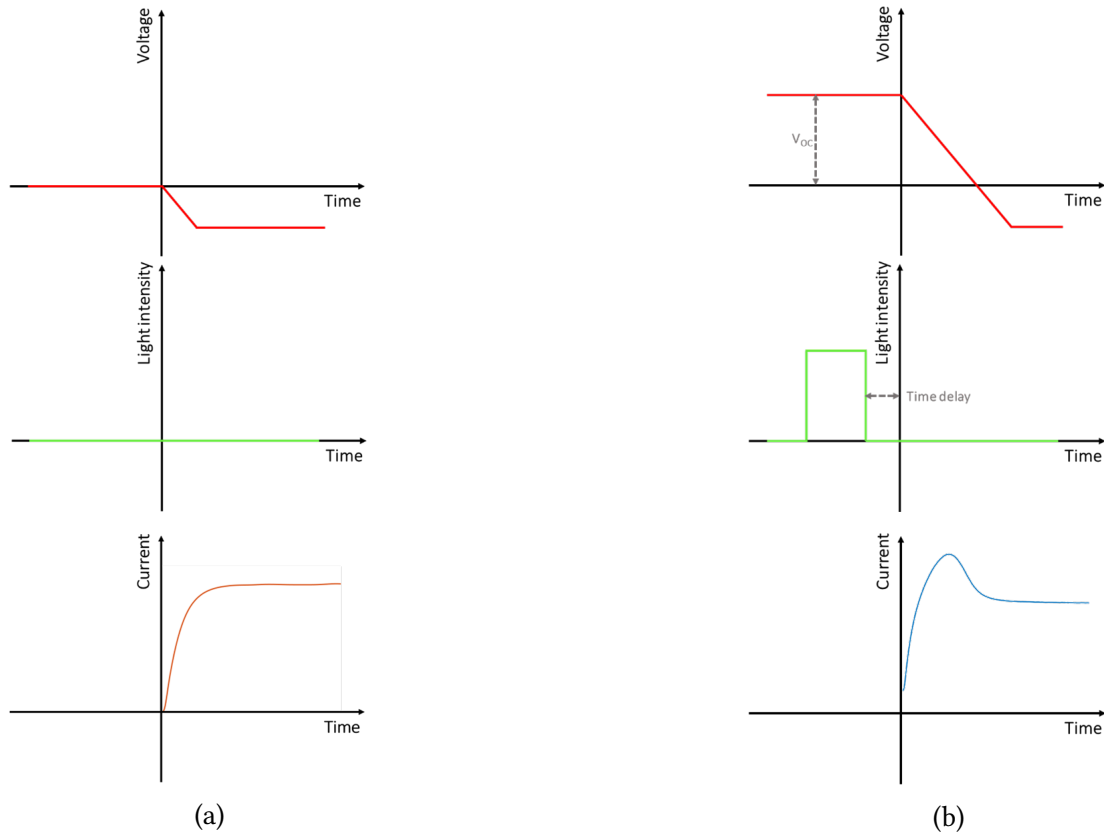 Voltage
Time
Light intensity
Time
Current
Time
(a)
Voltage
V_OC
Time
Light intensity
Time delay
Time
Current
Time
(b)